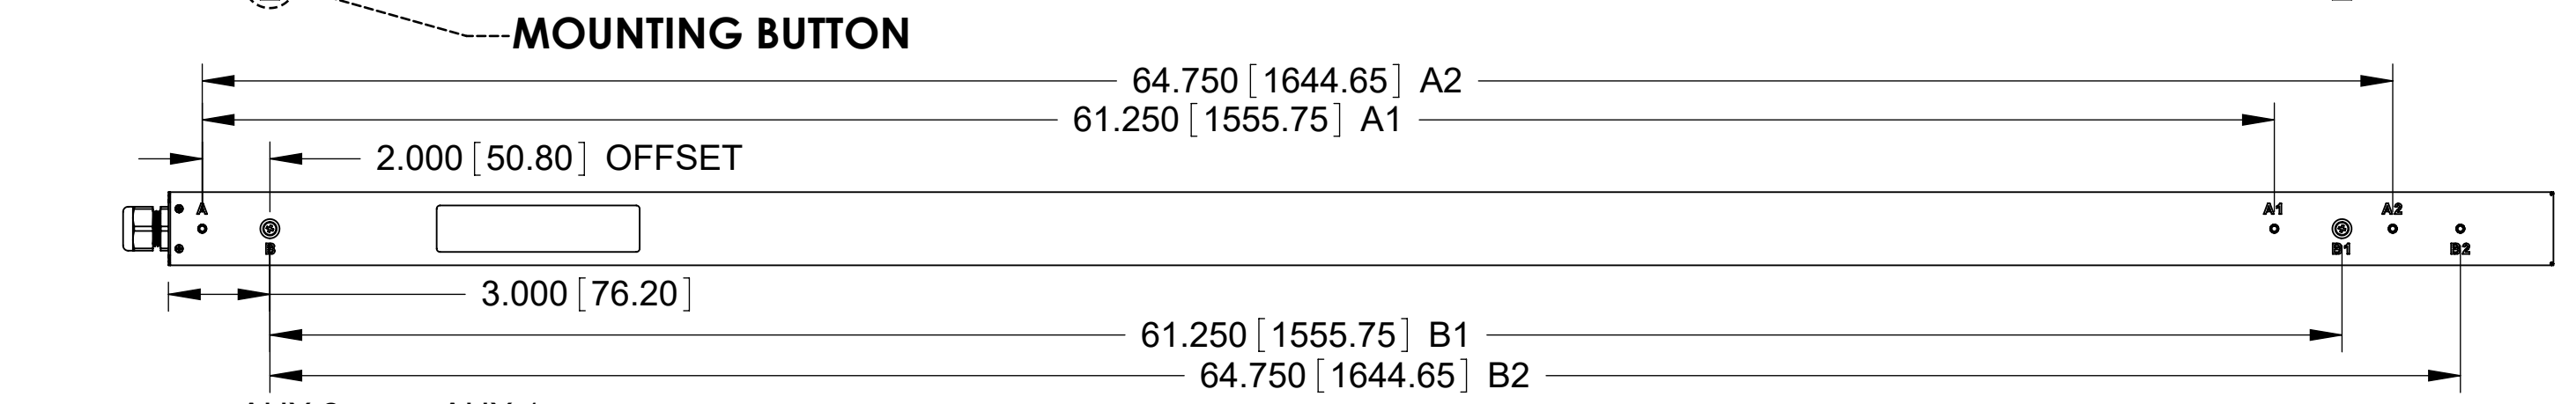 MOUNTING BUTTON
64.750 [1644.65] A2
61.250 [1555.75] A1
2.000 [50.80] OFFSET
A A1 A2
B B1 B2
3.000 [76.20]
61.250 [1555.75] B1
64.750 [1644.65] B2